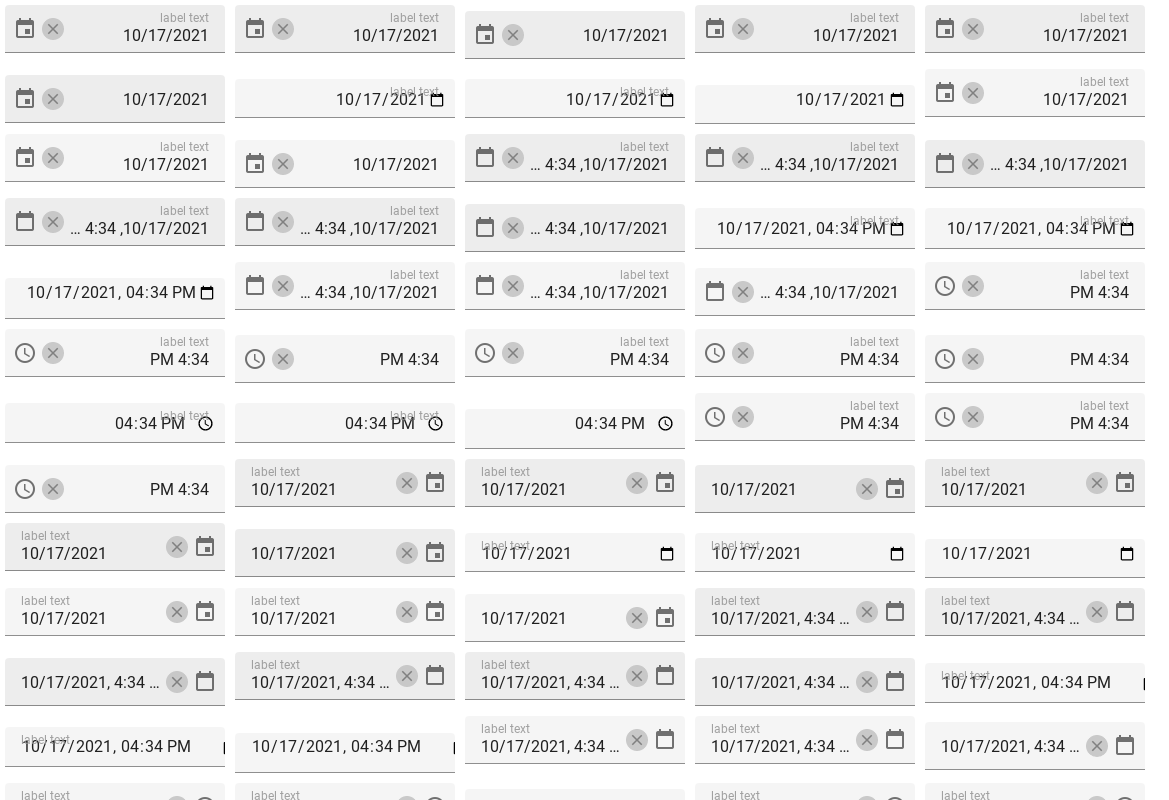 label text
10/17/2021
label text
10/17/2021
10/17/2021
label text
10/17/2021
label text
10/17/2021
10/17/2021
label text
10/17/2021
label text
10/17/2021
10/17/2021
label text
10/17/2021
label text
10/17/2021
10/17/2021
label text
… 4:34 ,10/17/2021
label text
… 4:34 ,10/17/2021
… 4:34 ,10/17/2021
label text
… 4:34 ,10/17/2021
label text
… 4:34 ,10/17/2021
… 4:34 ,10/17/2021
label text
10/17/2021, 04:34 PM
label text
10/17/2021, 04:34 PM
10/17/2021, 04:34 PM
label text
… 4:34 ,10/17/2021
label text
… 4:34 ,10/17/2021
… 4:34 ,10/17/2021
label text
PM 4:34
label text
PM 4:34
PM 4:34
label text
PM 4:34
label text
PM 4:34
PM 4:34
label text
04:34 PM
label text
04:34 PM
04:34 PM
label text
PM 4:34
label text
PM 4:34
PM 4:34
label text
10/17/2021
label text
10/17/2021
10/17/2021
label text
10/17/2021
label text
10/17/2021
10/17/2021
label text
10/17/2021
label text
10/17/2021
10/17/2021
label text
10/17/2021
label text
10/17/2021
10/17/2021
label text
10/17/2021, 4:34 …
label text
10/17/2021, 4:34 …
10/17/2021, 4:34 …
label text
10/17/2021, 4:34 …
label text
10/17/2021, 4:34 …
10/17/2021, 4:34 …
label text
10/17/2021, 04:34 PM
label text
10/17/2021, 04:34 PM
10/17/2021, 04:34 PM
label text
10/17/2021, 4:34 …
label text
10/17/2021, 4:34 …
10/17/2021, 4:34 …
label text
label text
label text
label text